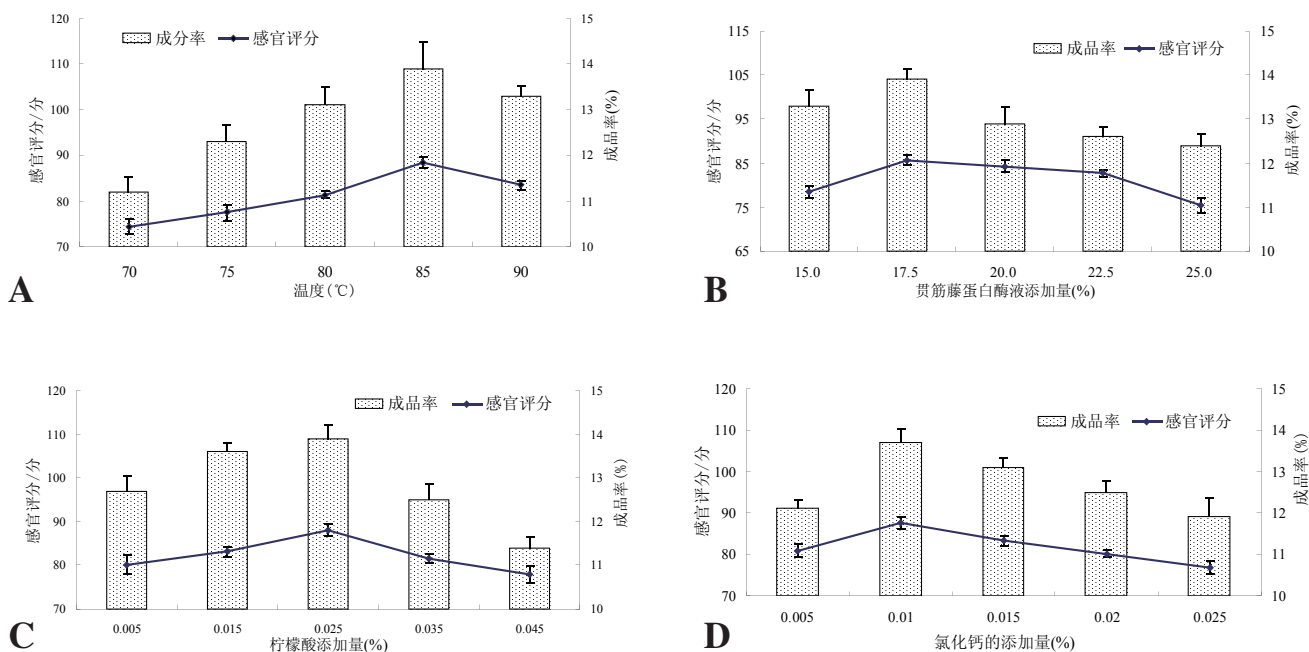 120
110
100
90
80
70
感官评分/分
成分率
感官评分
15
14
13
12
11
10
成品率(%)
70 75 80 85 90
温度(℃)
A
115
105
95
85
75
65
感官评分/分
成品率
感官评分
15
14
13
12
11
10
成品率(%)
15.0 17.5 20.0 22.5 25.0
贯筋藤蛋白酶液添加量(%)
B
120
110
100
90
80
70
感官评分/分
成品率
感官评分
15
14
13
12
11
10
成品率(%)
0.005 0.015 0.025 0.035 0.045
柠檬酸添加量(%)
C
120
110
100
90
80
70
感官评分/分
成品率
感官评分
15
14
13
12
11
10
成品率(%)
0.005 0.01 0.015 0.02 0.025
氯化钙的添加量(%)
D